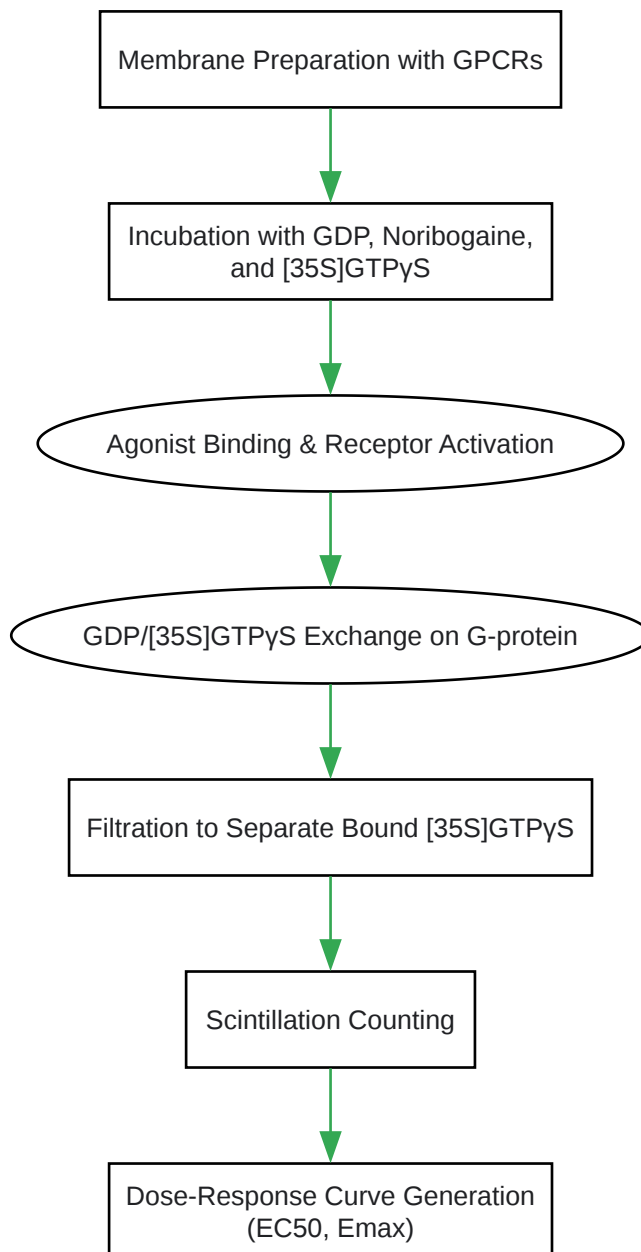 Membrane Preparation with GPCRs
Incubation with GDP, Noribogaine,
and [35S]GTPγS
Agonist Binding & Receptor Activation
GDP/[35S]GTPγS Exchange on G-protein
Filtration to Separate Bound [35S]GTPγS
Scintillation Counting
Dose-Response Curve Generation
(EC50, Emax)